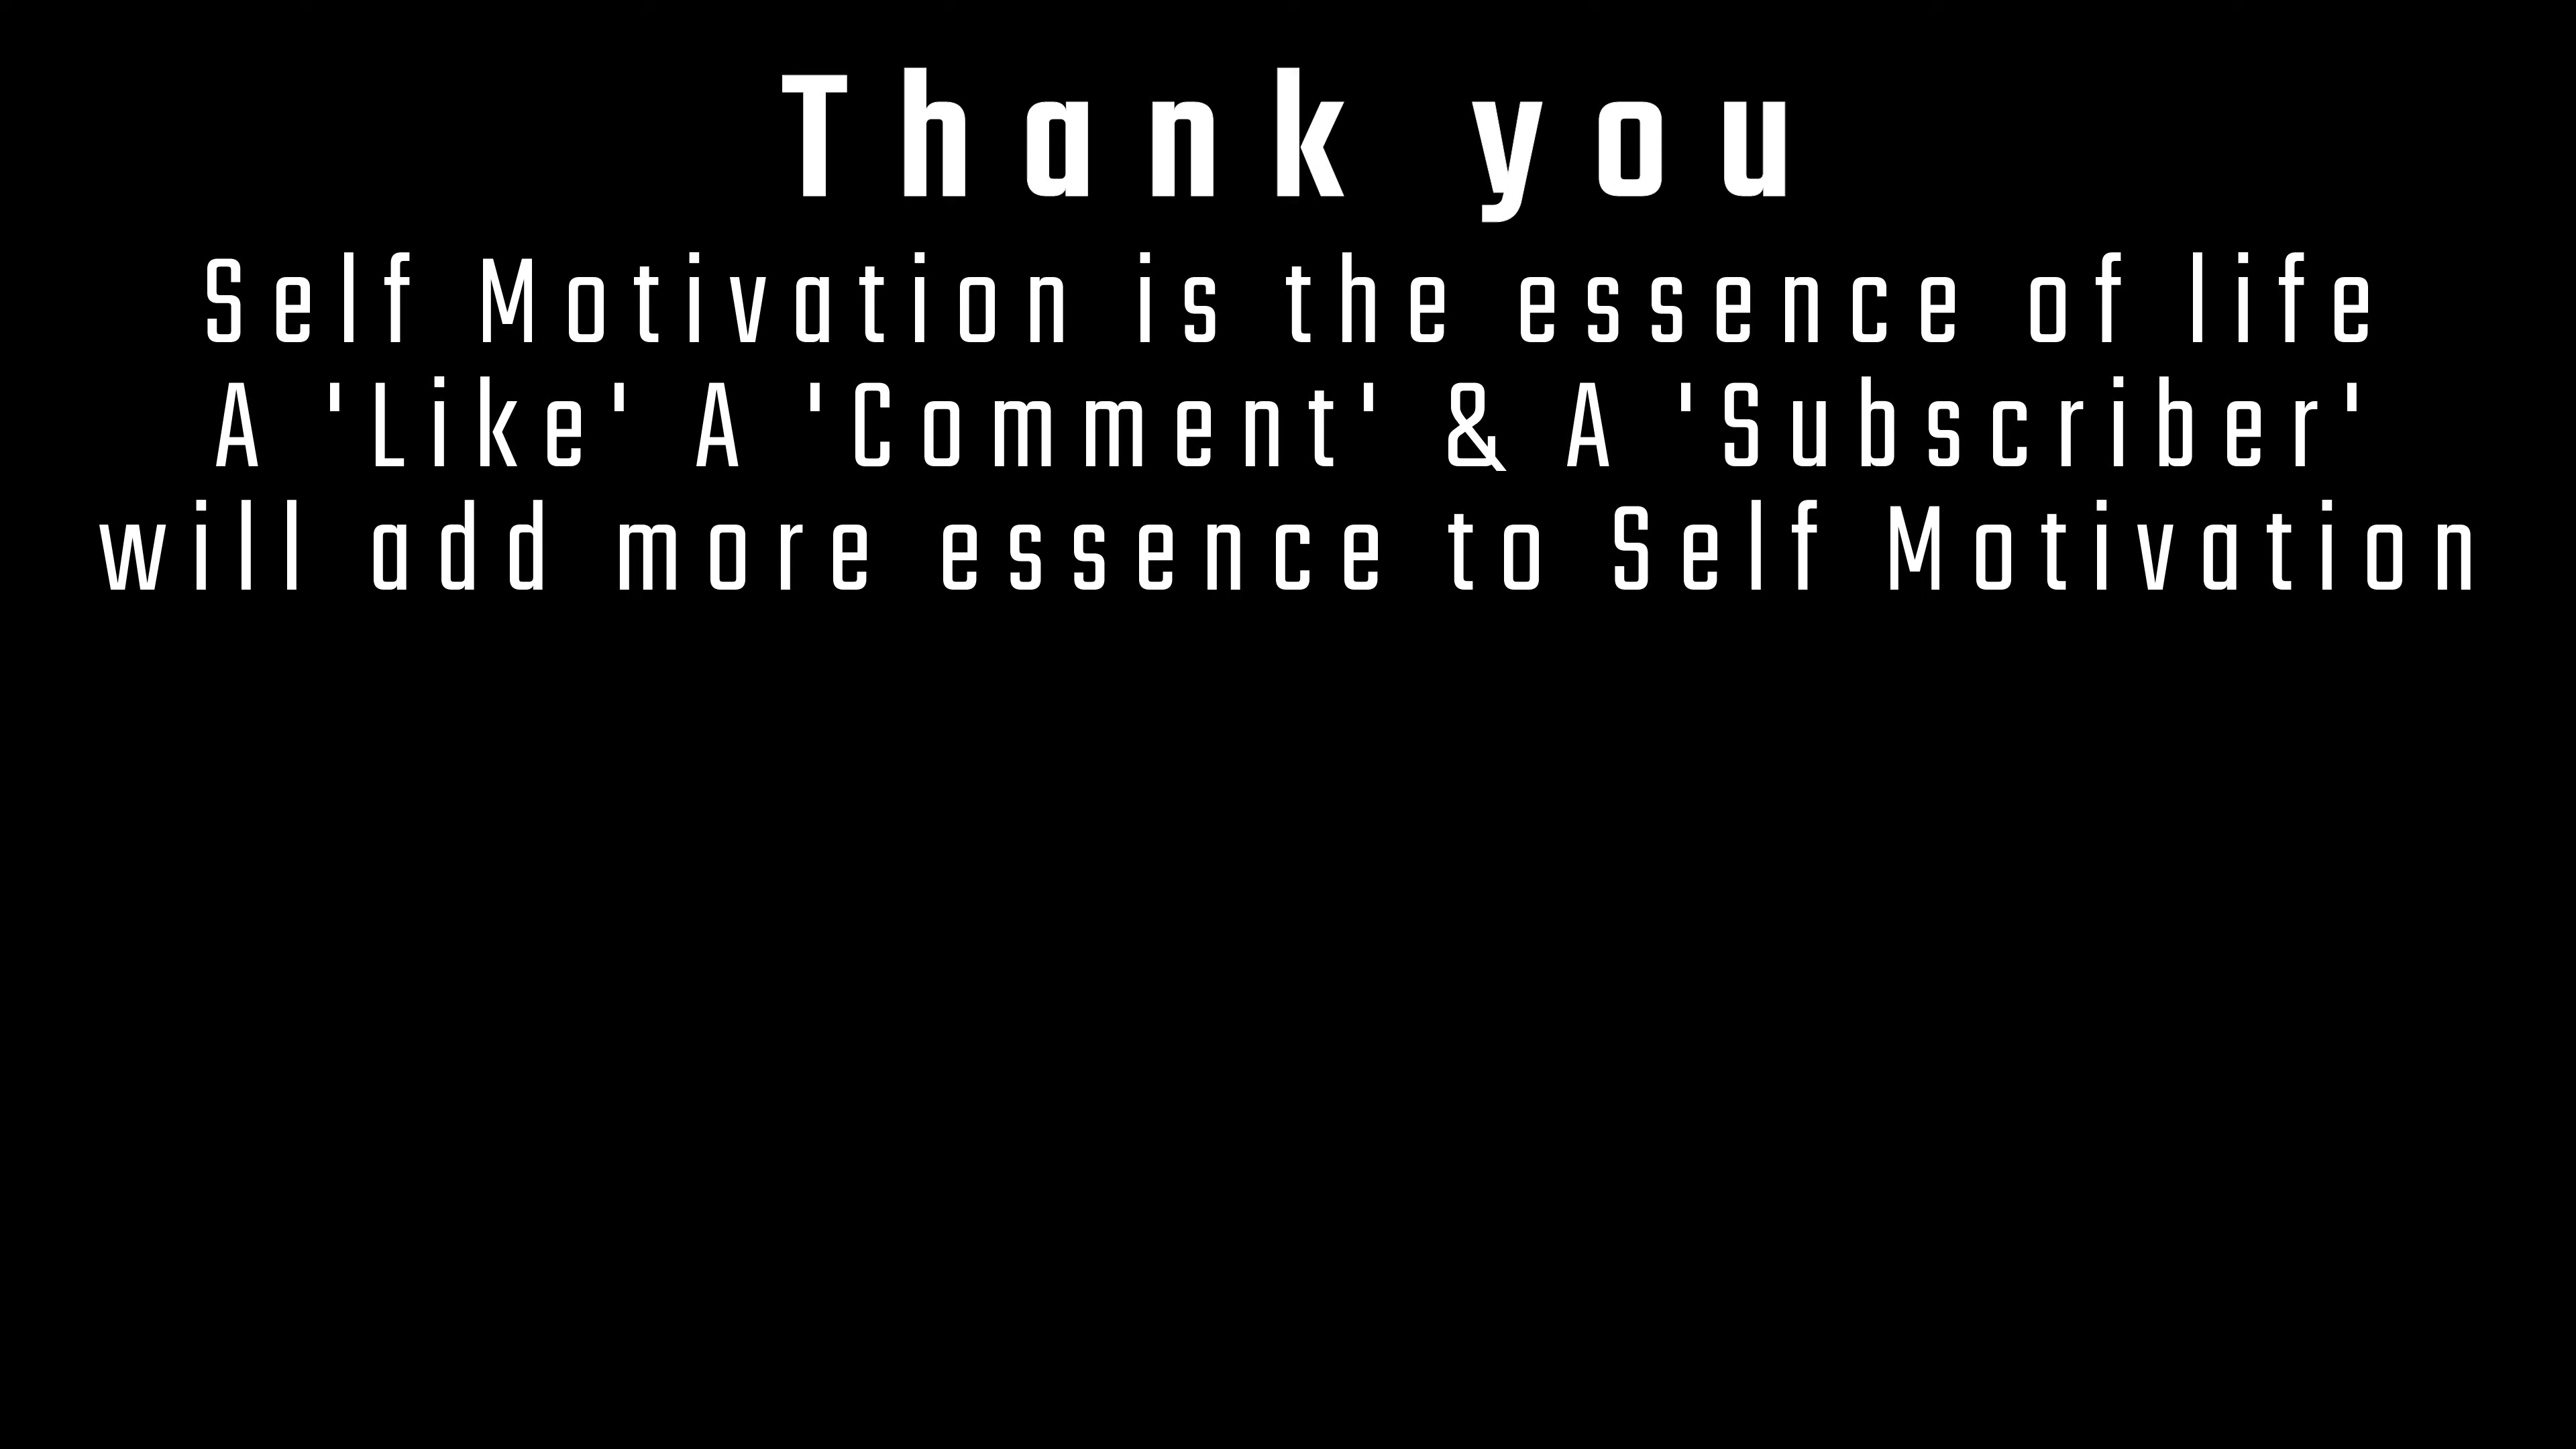 Thank you
Self Motivation is the essence of life
A 'Like' A 'Comment' & A 'Subscriber'
will add more essence to Self Motivation